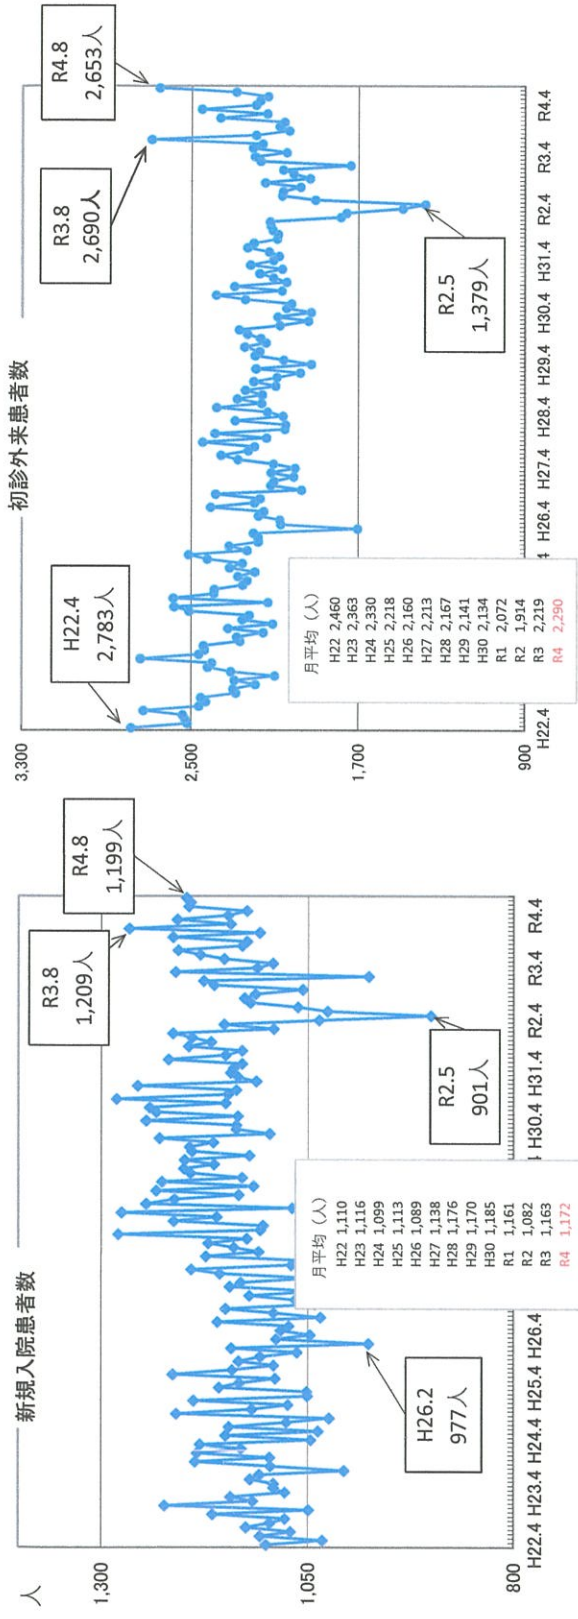 新規入院患者数
人
1,300
1,050
800
R3.8
1,209人
R4.8
1,199人
H26.2
977人
R2.5
901人
月平均（人）
H22 1,110
H23 1,116
H24 1,099
H25 1,113
H26 1,089
H27 1,138
H28 1,176
H29 1,170
H30 1,185
R1 1,161
R2 1,082
R3 1,163
R4 1,172
H22.4 H23.4 H24.4 H25.4 H26.4 4 H30.4 H31.4 R2.4 R3.4 R4.4
初診外来患者数
3,300
2,500
1,700
900
H22.4
2,783人
R3.8
2,690人
R4.8
2,653人
R2.5
1,379人
月平均（人）
H22 2,460
H23 2,363
H24 2,330
H25 2,218
H26 2,160
H27 2,213
H28 2,167
H29 2,141
H30 2,134
R1 2,072
R2 1,914
R3 2,219
R4 2,290
H22.4 4 H26.4 H27.4 H28.4 H29.4 H30.4 H31.4 R2.4 R3.4 R4.4